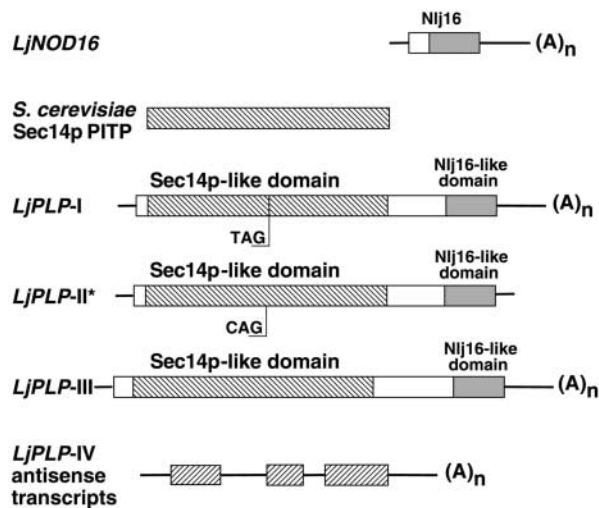 Nlj16
LjNOD16
(A)n
S. cerevisiae
Sec14p PITP
Sec14p-like domain
Nlj16-like
domain
LjPLP-I
(A)n
TAG
Sec14p-like domain
Nlj16-like
domain
LjPLP-II*
CAG
Sec14p-like domain
Nlj16-like
domain
LjPLP-III
(A)n
LjPLP-IV
antisense
transcripts
(A)n